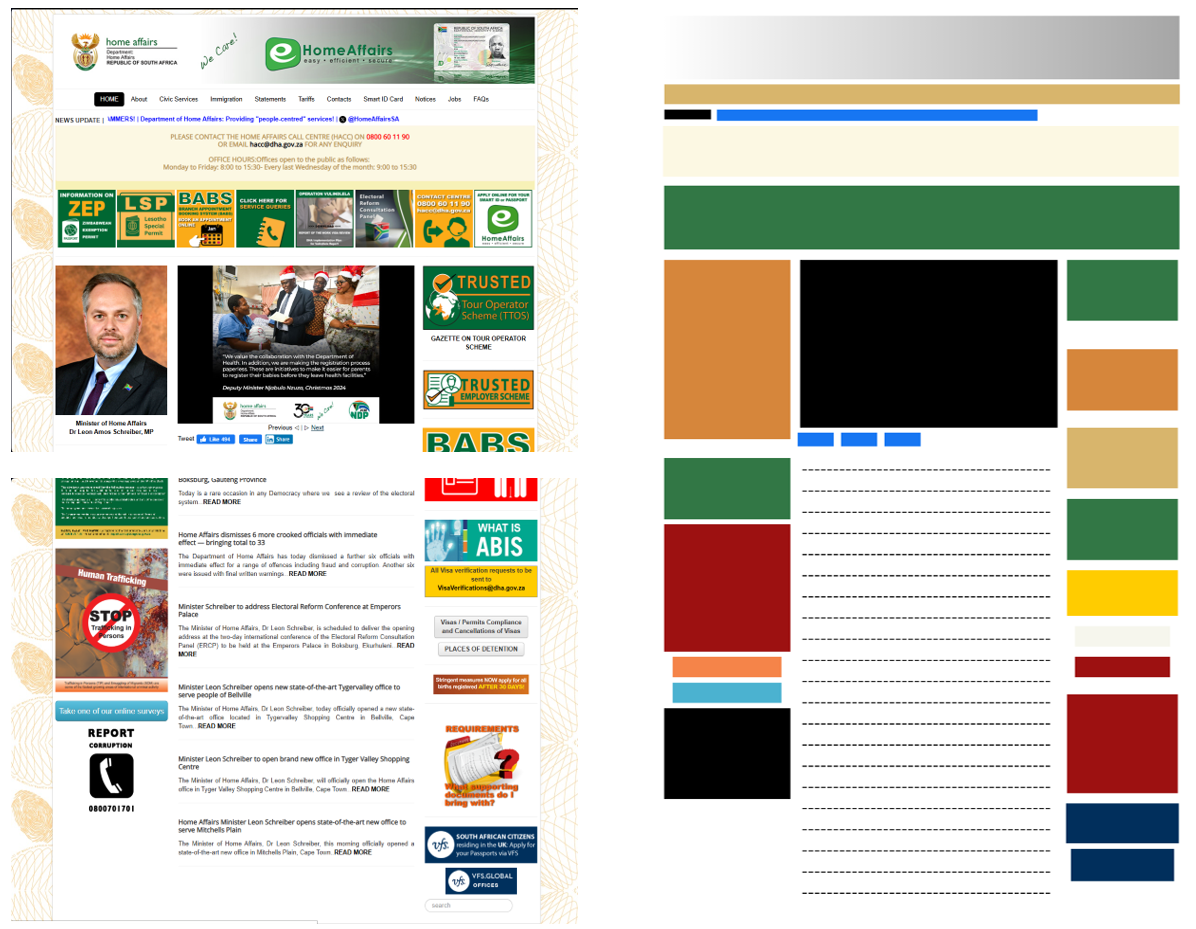 home affairs
Department:
Home Affairs
REPUBLIC OF SOUTH AFRICA
We Care!
e HomeAffairs
easy • efficient • secure
REPUBLIC OF SOUTH AFRICA
HOME About Civic Services Immigration Statements Tariffs Contacts Smart ID Card Notices Jobs FAQs
NEWS UPDATE | AMMERS! | Department of Home Affairs: Providing "people.centred" services! | @HomeAffairsSA
PLEASE CONTACT THE HOME AFFAIRS CALL CENTRE (HACC) ON 0800 60 11 90
OR EMAIL hacc@dha.gov.za FOR ANY ENQUIRY
OFFICE HOURS:Offices open to the public as follows:
Monday to Friday: 8:00 to 15:30- Every last Wednesday of the month: 9:00 to 15:30
INFORMATION ON
ZEP
ZIMBABWEAN
EXEMPTION
PERMIT
LSP
Lesotho
Special
Permit
BABS
BRANCH APPOINTMENT
BOOKING SYSTEM (BABS)
BOOK AN APPOINTMENT
ONLINE
Jan
CLICK HERE FOR
SERVICE QUERIES
OPERATION VULINDLELA
Electoral
Reform
Consultation
Panel
CONTACT CENTRE
0800 60 11 90
hacc@dha.gov.za
APPLY ONLINE FOR YOUR
SMART ID or PASSPORT
HomeAffairs
easy • efficient • secure
Minister of Home Affairs
Dr Leon Amos Schreiber, MP
"We value the collaboration with the Department of
Health. In addition, we are making the registration process
paperless. These are initiatives to make it easier for parents
to register their babies before they leave health facilities."
Deputy Minister Njabulo Nzuza, Christmas 2024
home affairs
30
We Care!
NDP
Previous ◁ | ▷ Next
Tweet Like 494 Share Share
TRUSTED
Tour Operator
Scheme (TTOS)
GAZETTE ON TOUR OPERATOR
SCHEME
TRUSTED
EMPLOYER SCHEME
BABS
Human Trafficking
STOP
Trafficking in
Persons
Take one of our online surveys
REPORT
CORRUPTION
0800701701
Boksburg, Gauteng Province
Today is a rare occasion in any Democracy where we see a review of the electoral
system...READ MORE
Home Affairs dismisses 6 more crooked officials with immediate
effect — bringing total to 33
The Department of Home Affairs has today dismissed a further six officials with
immediate effect for a range of offences including fraud and corruption. Another six
were issued with final written warnings...READ MORE
Minister Schreiber to address Electoral Reform Conference at Emperors
Palace
The Minister of Home Affairs, Dr Leon Schreiber, is scheduled to deliver the opening
address at the two-day international conference of the Electoral Reform Consultation
Panel (ERCP) to be held at the Emperors Palace in Boksburg, Ekurhuleni...READ
MORE
Minister Leon Schreiber opens new state-of-the-art Tygervalley office to
serve people of Bellville
The Minister of Home Affairs, Dr Leon Schreiber, today officially opened a new state-
of-the-art office located in Tygervalley Shopping Centre in Bellville, Cape
Town...READ MORE
Minister Leon Schreiber to open brand new office in Tyger Valley Shopping
Centre
The Minister of Home Affairs, Dr Leon Schreiber, will officially open the Home Affairs
office in Tyger Valley Shopping Centre in Bellville, Cape Town...READ MORE
Home Affairs Minister Leon Schreiber opens state-of-the-art new office to
serve Mitchells Plain
The Minister of Home Affairs, Dr Leon Schreiber, this morning officially opened a
state-of-the-art new office in Mitchells Plain, Cape Town..READ MORE
WHAT IS
ABIS
All Visa verification requests to be
sent to
VisaVerifications@dha.gov.za
Visas / Permits Compliance
and Cancellations of Visas
PLACES OF DETENTION
Stringent measures NOW apply for all
births registered AFTER 30 DAYS!
REQUIREMENTS
?
What supporting
documents do I
bring with?
vfs. SOUTH AFRICAN CITIZENS
residing in the UK: Apply for
your Passports via VFS
vfs. VFS.GLOBAL
OFFICES
search